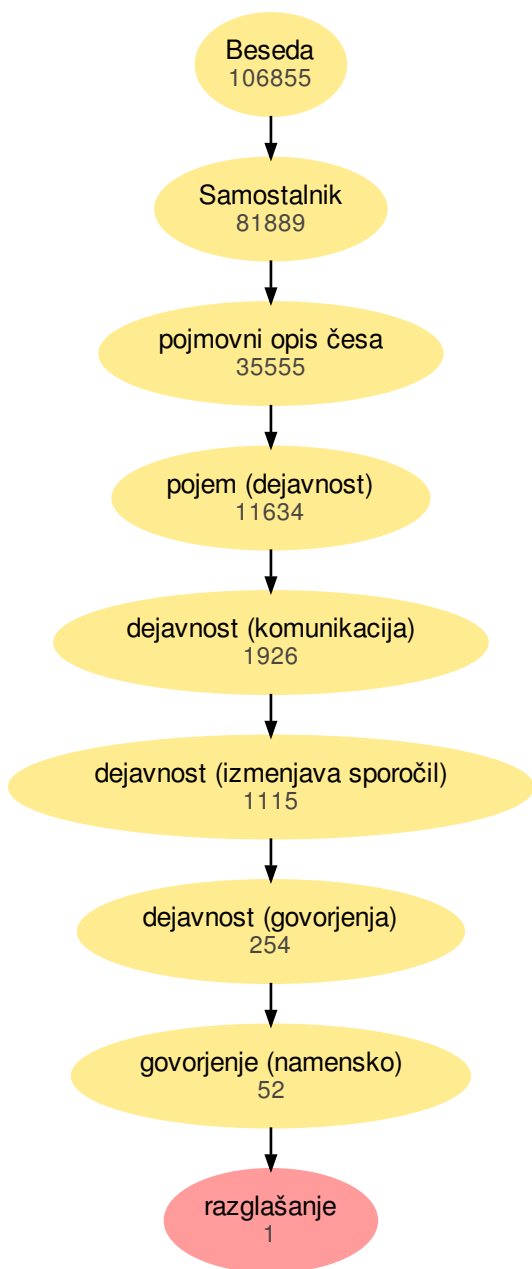 Beseda
106855
Samostalnik
81889
pojmovni opis česa
35555
pojem (dejavnost)
11634
dejavnost (komunikacija)
1926
dejavnost (izmenjava sporočil)
1115
dejavnost (govorjenja)
254
govorjenje (namensko)
52
razglašanje
1